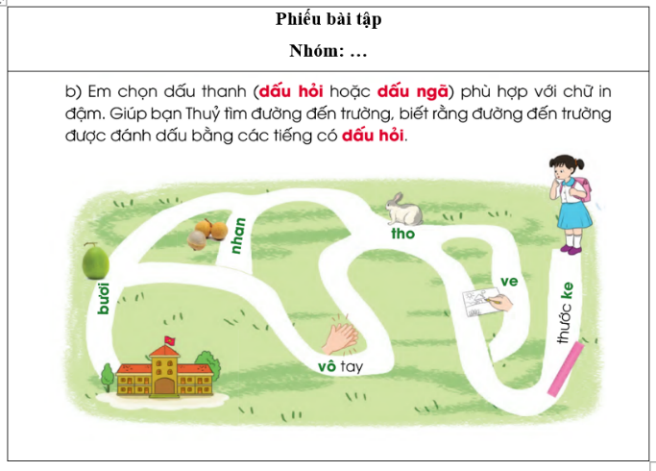 Phiếu bài tập
Nhóm: …
b) Em chọn dấu thanh (dấu hỏi hoặc dấu ngã) phù hợp với chữ in
đậm. Giúp bạn Thuỷ tìm đường đến trường, biết rằng đường đến trường
được đánh dấu bằng các tiếng có dấu hỏi.
nhan
tho
ve
bươi
thước ke
vô tay